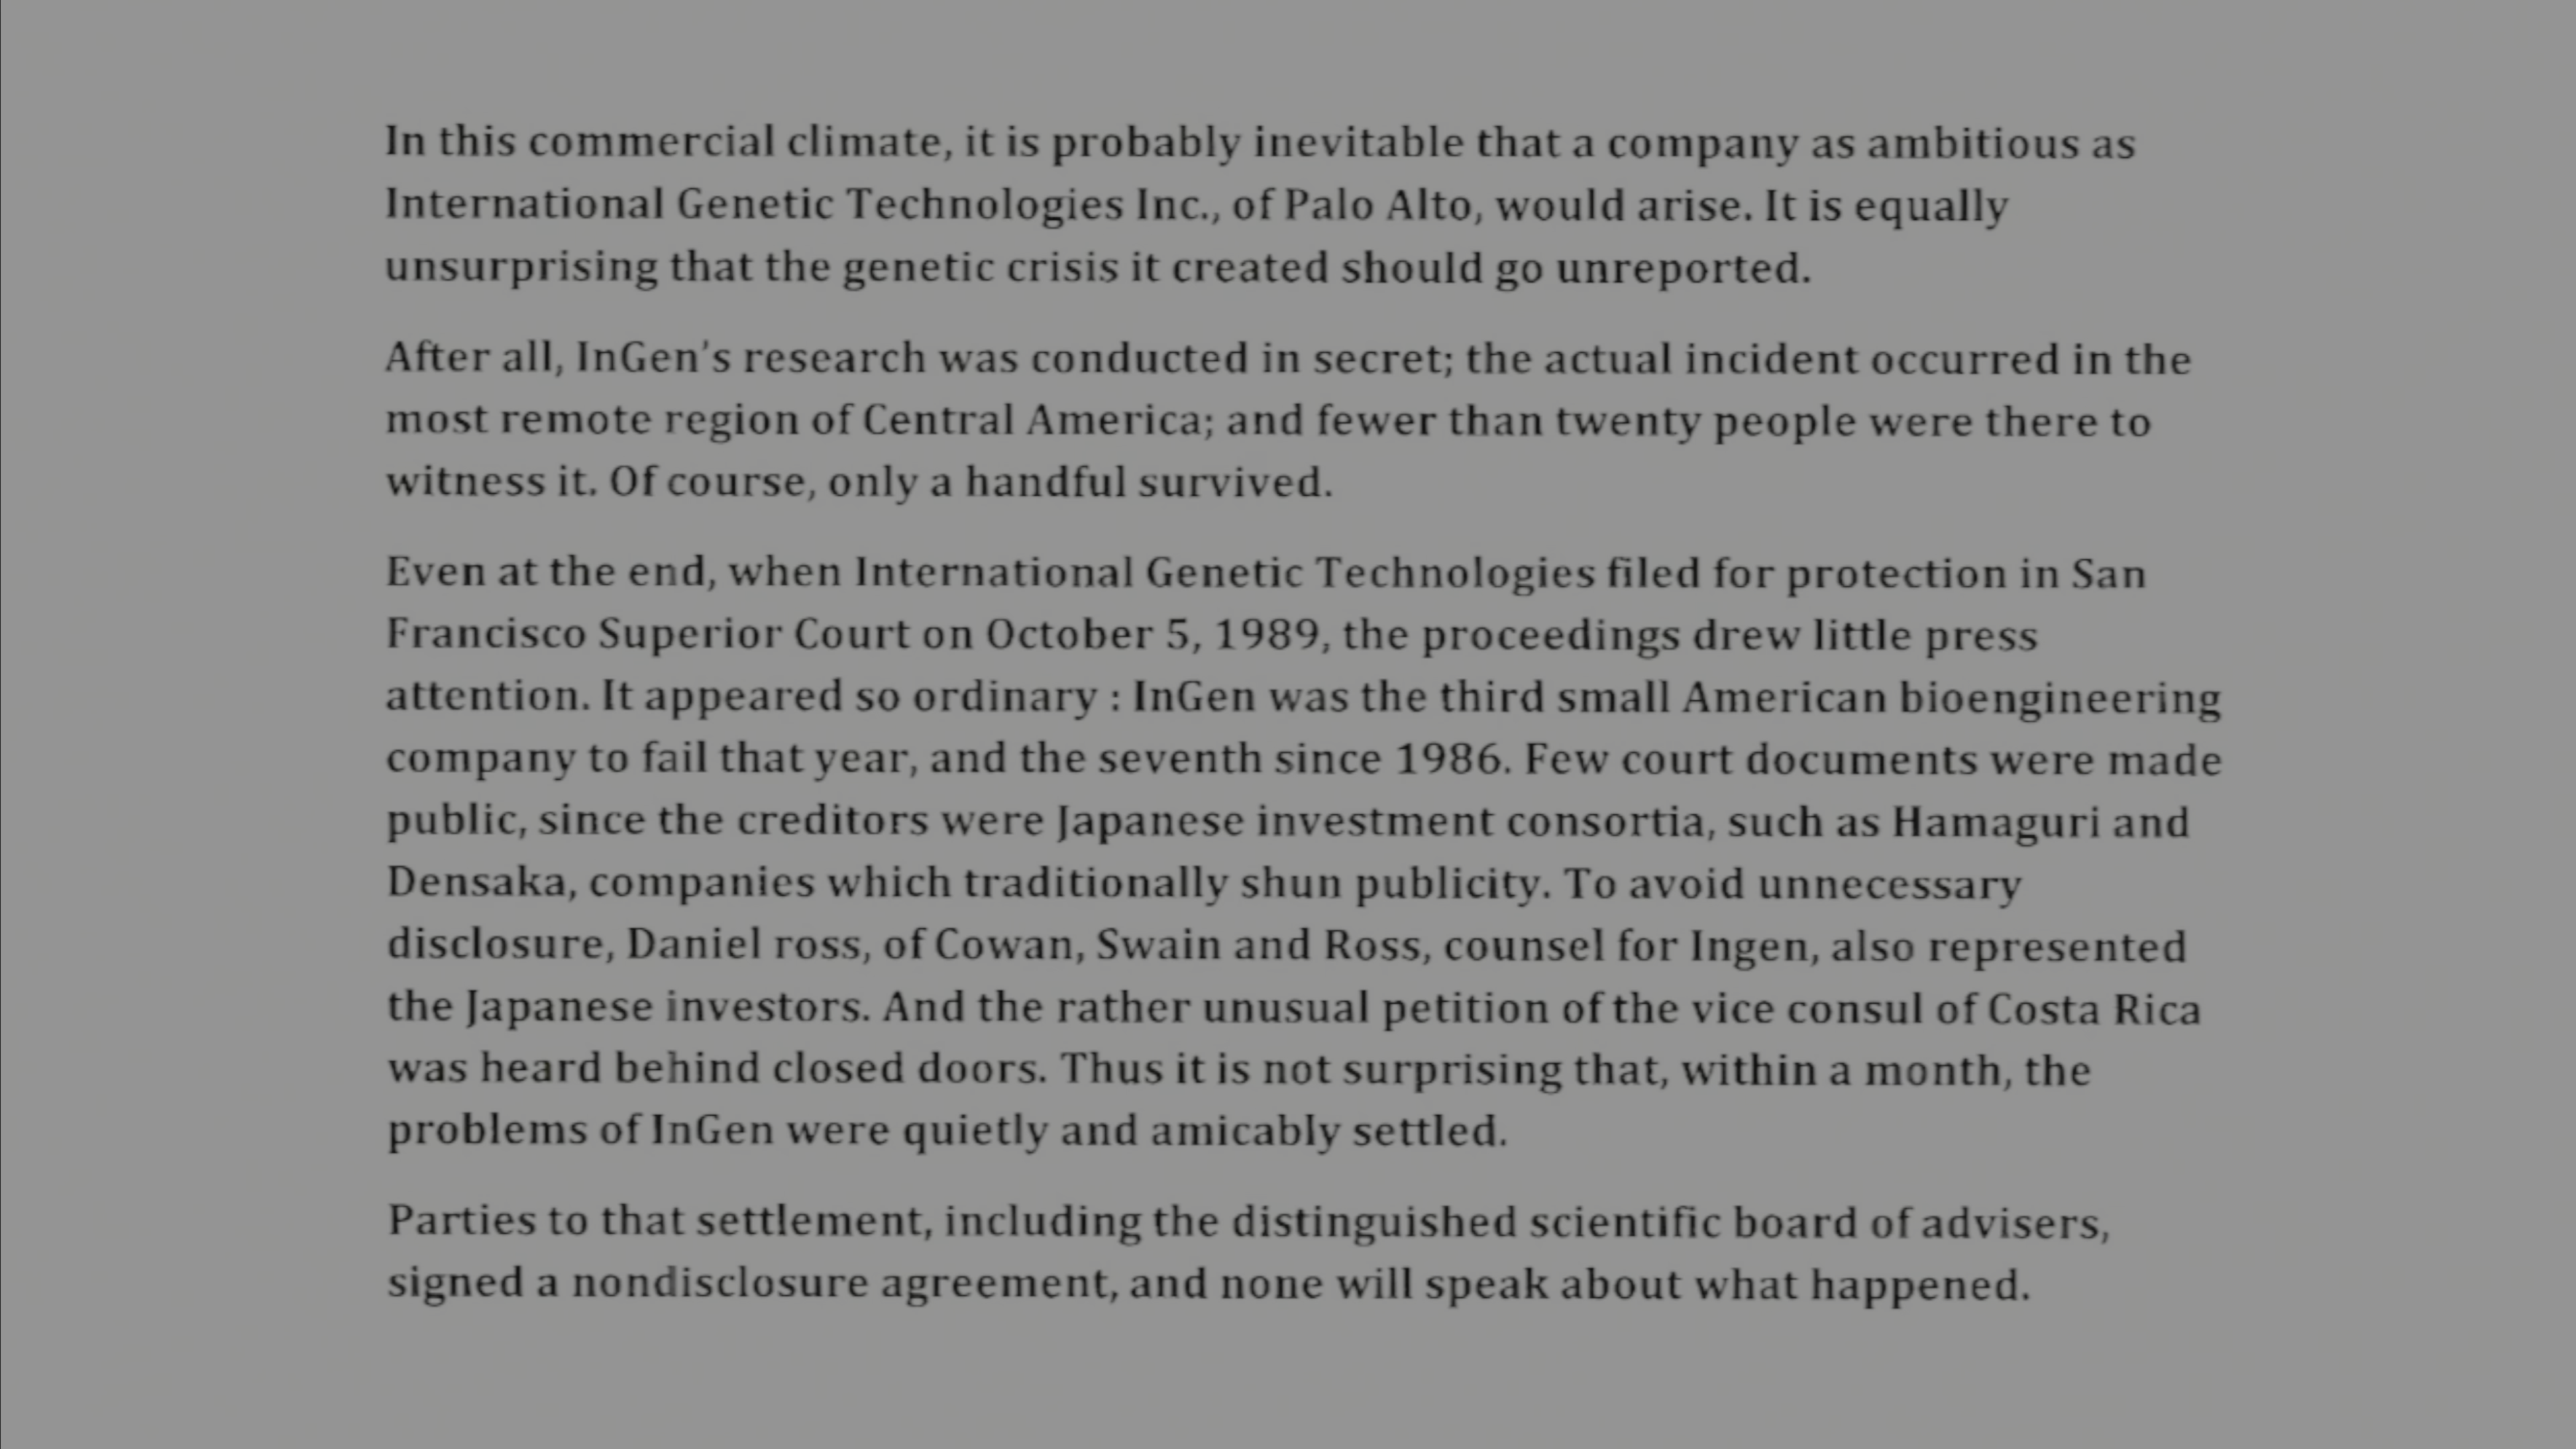 In this commercial climate, it is probably inevitable that a company as ambitious as
International Genetic Technologies Inc., of Palo Alto, would arise. It is equally
unsurprising that the genetic crisis it created should go unreported.
After all, InGen's research was conducted in secret; the actual incident occurred in the
most remote region of Central America; and fewer than twenty people were there to
witness it. Of course, only a handful survived.
Even at the end, when International Genetic Technologies filed for protection in San
Francisco Superior Court on October 5, 1989, the proceedings drew little press
attention. It appeared so ordinary : InGen was the third small American bioengineering
company to fail that year, and the seventh since 1986. Few court documents were made
public, since the creditors were Japanese investment consortia, such as Hamaguri and
Densaka, companies which traditionally shun publicity. To avoid unnecessary
disclosure, Daniel ross, of Cowan, Swain and Ross, counsel for Ingen, also represented
the Japanese investors. And the rather unusual petition of the vice consul of Costa Rica
was heard behind closed doors. Thus it is not surprising that, within a month, the
problems of InGen were quietly and amicably settled.
Parties to that settlement, including the distinguished scientific board of advisers,
signed a nondisclosure agreement, and none will speak about what happened.